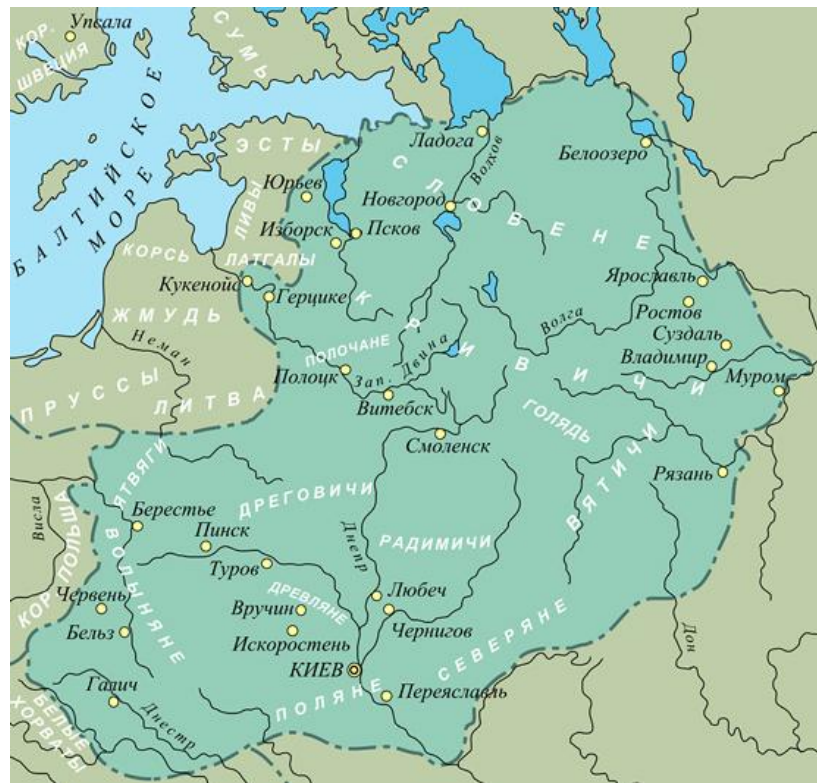 Упсала
КОР. ШВЕЦИЯ
СУМЬ
БАЛТИЙСКОЕ МОРЕ
ЭСТЫ
Ладога
Волхов
Белоозеро
Юрьев
Новгород
СЛОВЕНЕ
ЛИВЫ
Изборск
Псков
КОРСЬ
ЛАТГАЛЫ
Кукенойс
Герцике
Ярославль
Ростов
ЖМУДЬ
Неман
КРИВИЧИ
Волга
Суздаль
ПОЛОЧАНЕ
Владимир
Полоцк
Зап. Двина
Муром
ПРУССЫ
ЛИТВА
Витебск
ГОЛЯДЬ
Смоленск
ЯТВЯГИ
ВЯТИЧИ
Рязань
Висла
ДРЕГОВИЧИ
Берестье
Пинск
Днепр
РАДИМИЧИ
КОР. ПОЛЬША
ВОЛЫНЯНЕ
Туров
ДРЕВЛЯНЕ
Любеч
Червень
Вручин
Чернигов
Бельз
Искоростень
СЕВЕРЯНЕ
Дон
КИЕВ
Галич
Переяславль
ПОЛЯНЕ
Днестр
БЕЛЫЕ ХОРВАТЫ